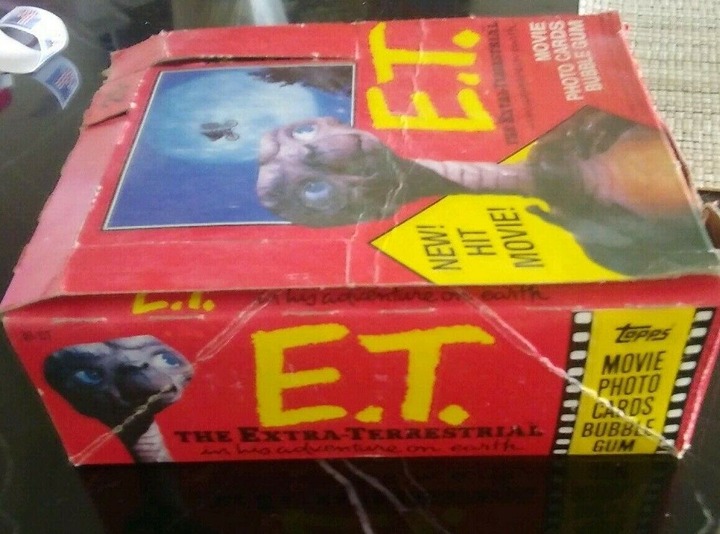 E.T.
THE EXTRA-TERRESTRIAL
MOVIE
PHOTO CARDS
BUBBLE GUM
NEW!
HIT
MOVIE!
E.T.
in his adventure on earth
E.T.
THE EXTRA-TERRESTRIAL
in his adventure on earth
topps
MOVIE
PHOTO
CARDS
BUBBLE
GUM